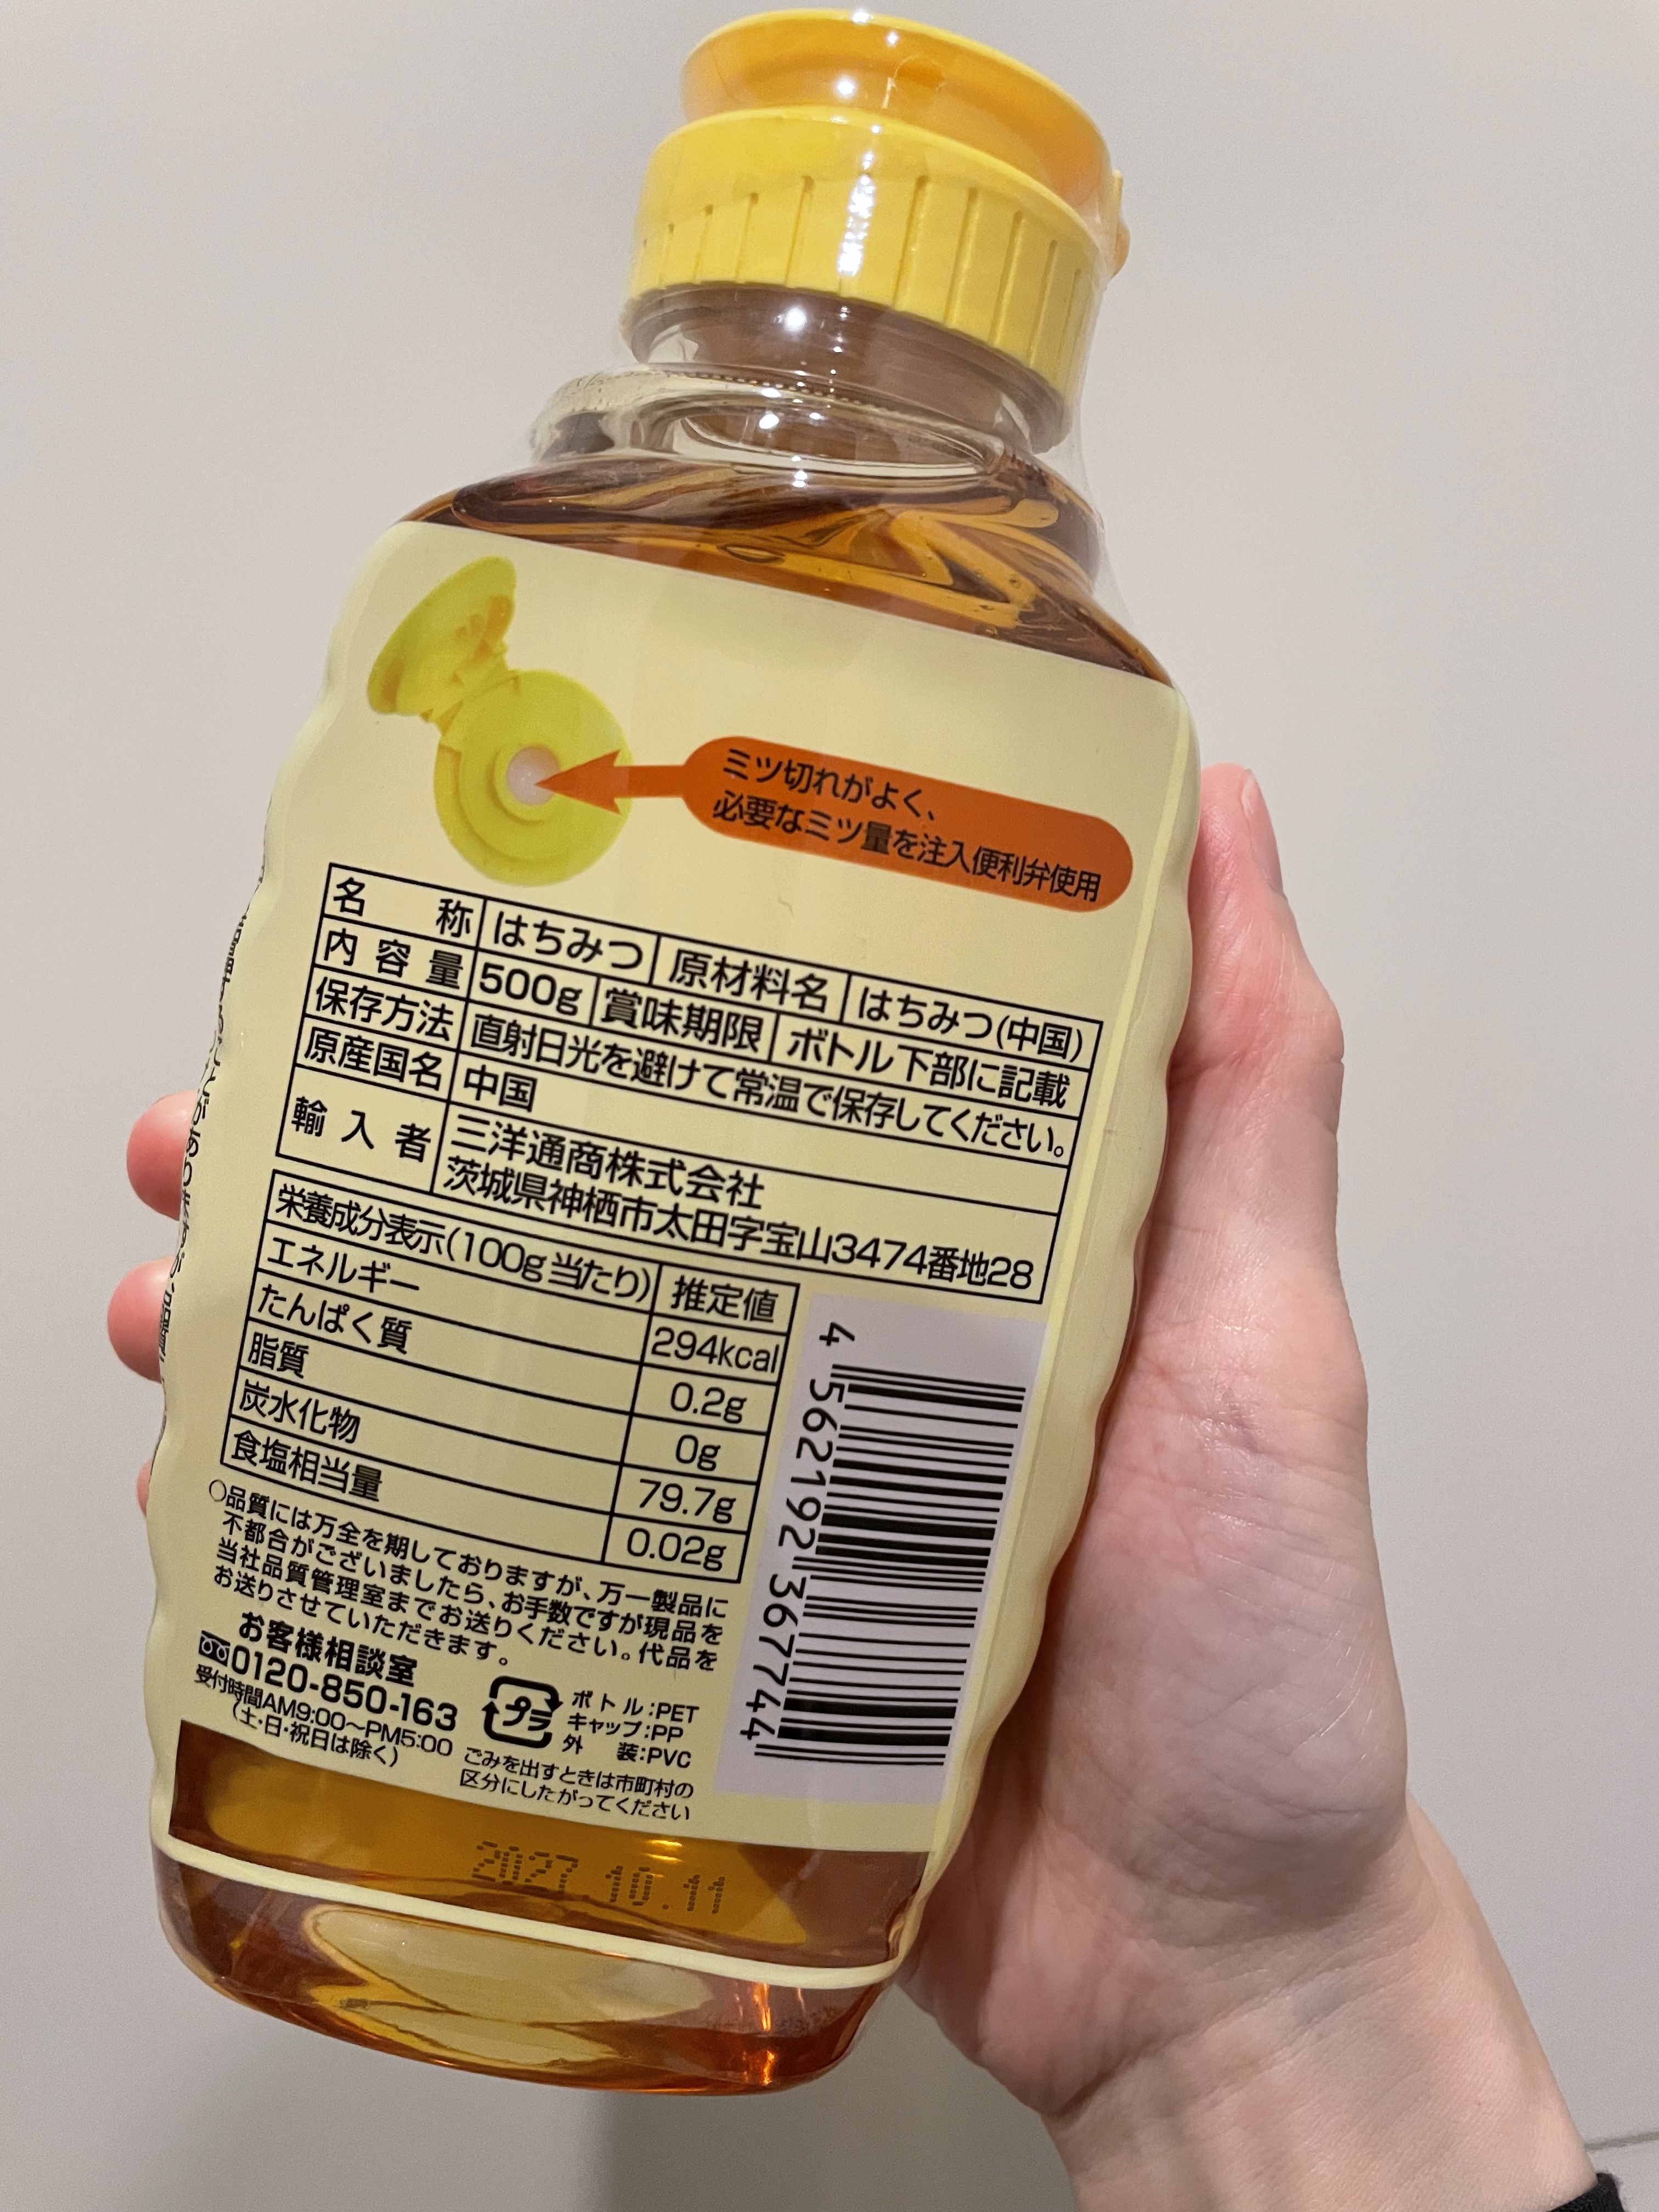 ミツ切れがよく、
必要なミツ量を注入便利弁使用
名称 はちみつ 原材料名 はちみつ(中国)
内容量 500g 賞味期限 ボトル下部に記載
保存方法 直射日光を避けて常温で保存してください。
原産国名 中国
輸入者 三洋通商株式会社
茨城県神栖市太田字宝山3474番地28
栄養成分表示(100g当たり) 推定値
エネルギー 294kcal
たんぱく質 0.2g
脂質 0g
炭水化物 79.7g
食塩相当量 0.02g
4 562192 367744
○品質には万全を期しておりますが、万一製品に
不都合がございましたら、お手数ですが現品を
当社品質管理室までお送りください。代品を
お送りさせていただきます。
お客様相談室
0120-850-163
受付時間AM9:00〜PM5:00
(土・日・祝日は除く)
プラ
ボトル:PET
キャップ:PP
外装:PVC
ごみを出すときは市町村の
区分にしたがってください